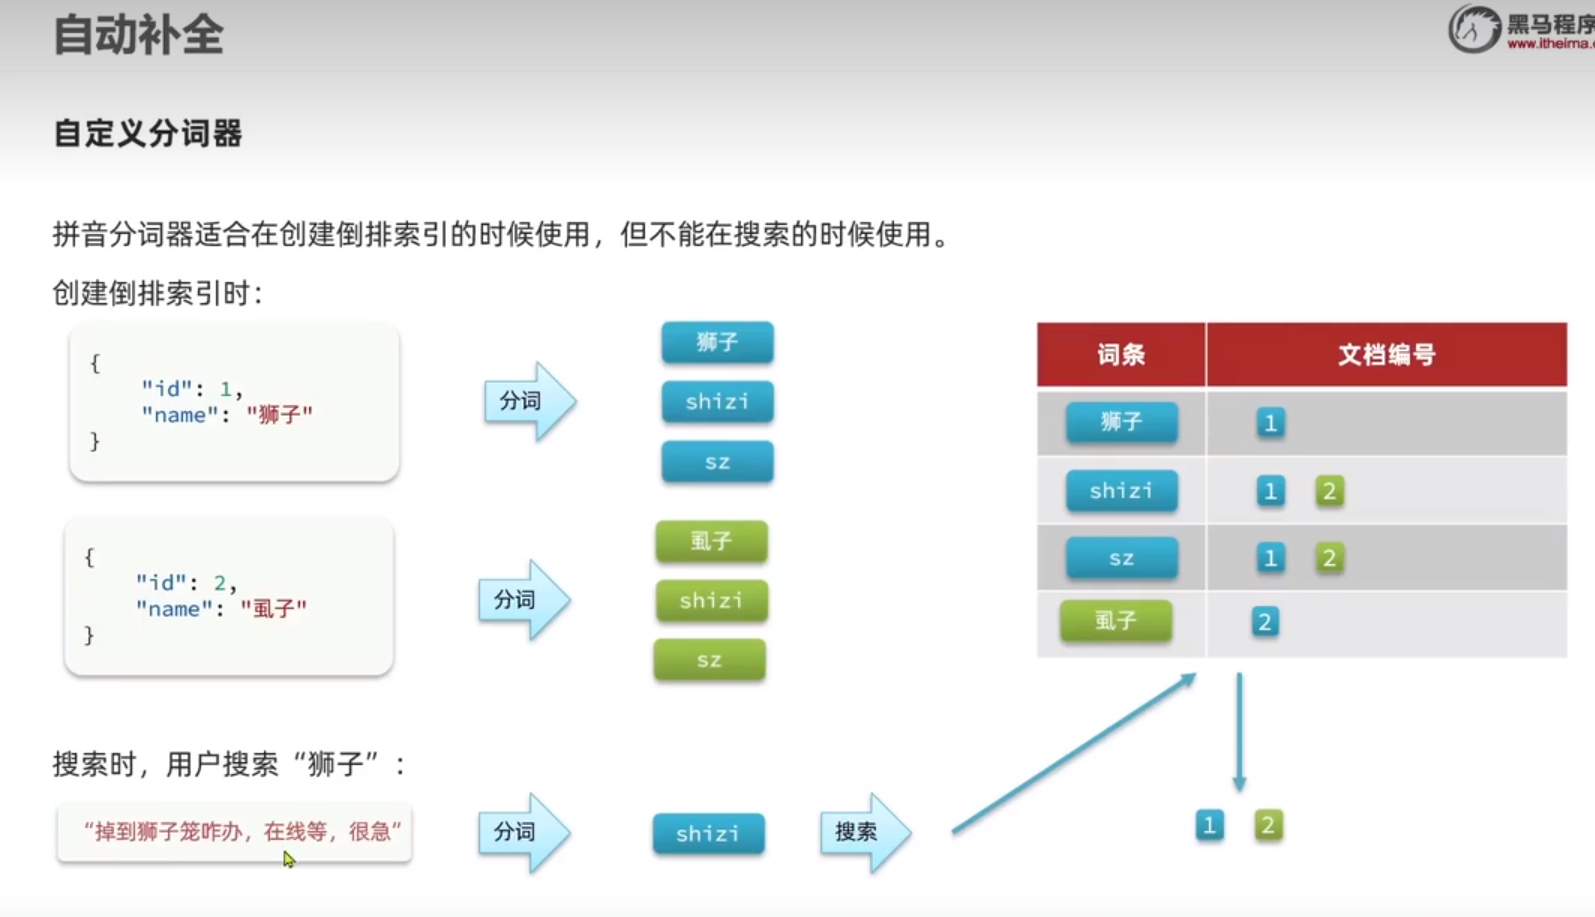 自动补全
黑马程序
www.itheima.
自定义分词器
拼音分词器适合在创建倒排索引的时候使用，但不能在搜索的时候使用。
创建倒排索引时：
{
"id": 1,
"name": "狮子"
}
分词
狮子
shizi
sz
{
"id": 2,
"name": "虱子"
}
分词
虱子
shizi
sz
词条 文档编号
狮子 1
shizi 1 2
sz 1 2
虱子 2
搜索时，用户搜索“狮子”：
“掉到狮子笼咋办，在线等，很急”
分词
shizi
搜索
1 2